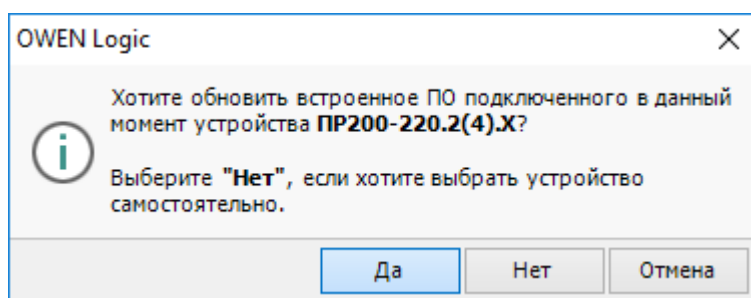 OWEN Logic
Хотите обновить встроенное ПО подключенного в данный
момент устройства ПР200-220.2(4).Х?
Выберите "Нет", если хотите выбрать устройство
самостоятельно.
Да
Нет
Отмена